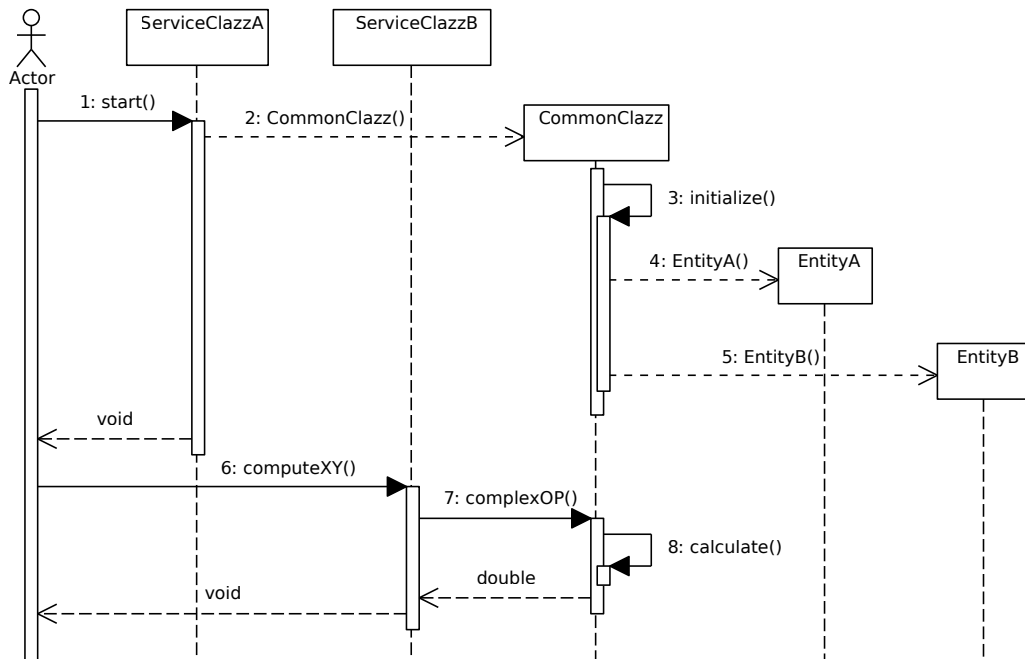 ServiceClazzA
ServiceClazzB
Actor
1: start()
2: CommonClazz()
CommonClazz
3: initialize()
4: EntityA()
EntityA
5: EntityB()
EntityB
void
6: computeXY()
7: complexOP()
8: calculate()
double
void